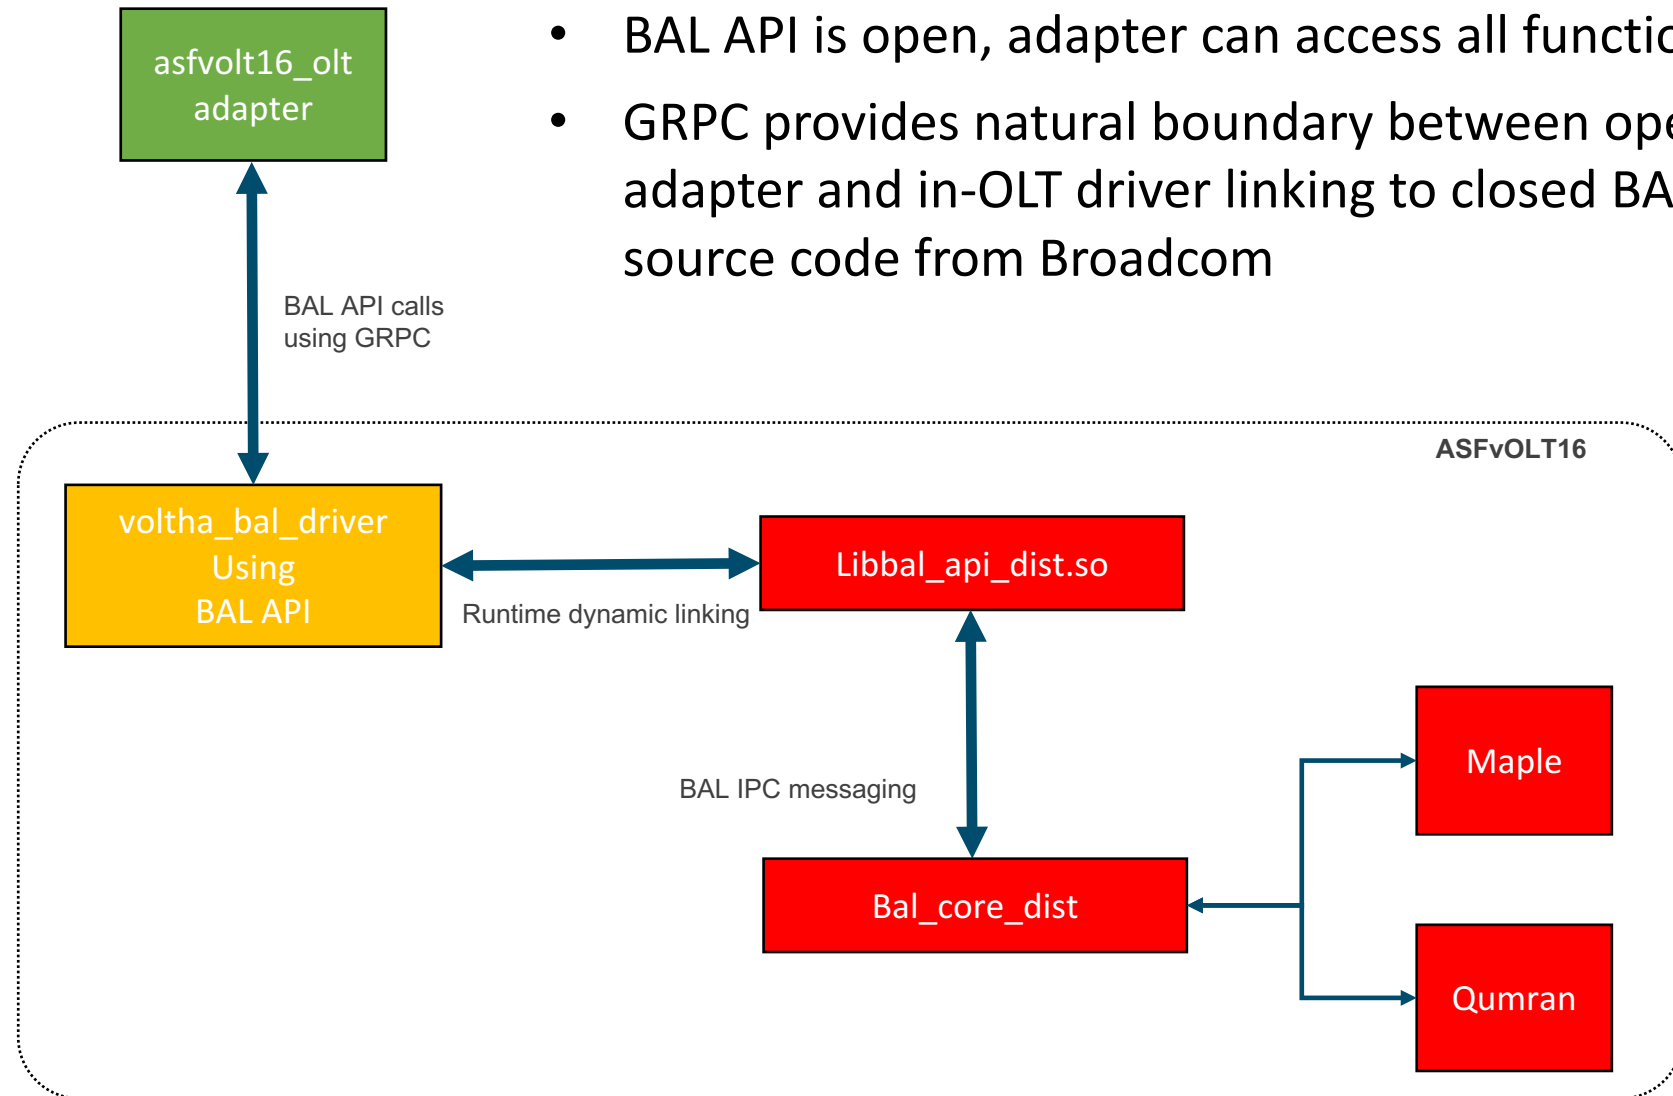 asfvolt16_olt
adapter
• BAL API is open, adapter can access all functio
• GRPC provides natural boundary between ope
adapter and in-OLT driver linking to closed BA
source code from Broadcom
BAL API calls
using GRPC
ASFvOLT16
voltha_bal_driver
Using
BAL API
Runtime dynamic linking
Libbal_api_dist.so
BAL IPC messaging
Maple
Bal_core_dist
Qumran